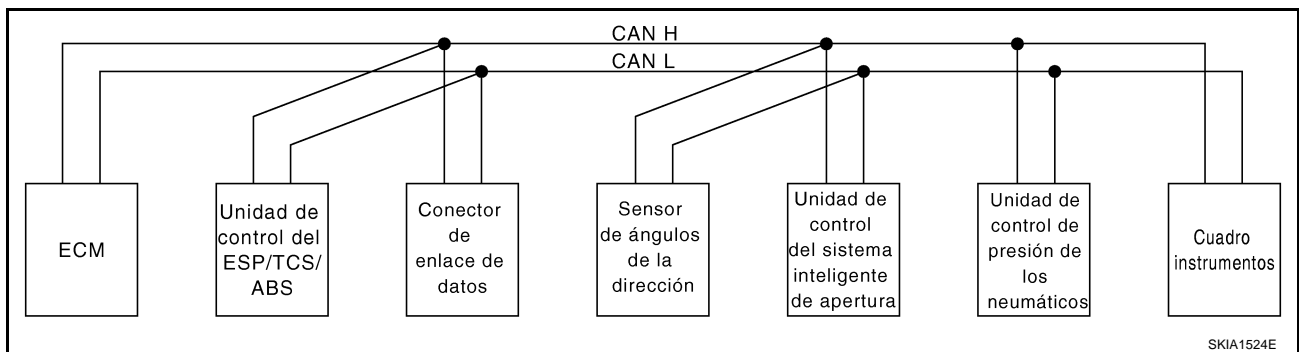 CAN H
CAN L
ECM
Unidad de
control del
ESP/TCS/
ABS
Conector
de
enlace de
datos
Sensor
de ángulos
de la
dirección
Unidad de
control
del sistema
inteligente
de apertura
Unidad de
control de
presión de
los
neumáticos
Cuadro
instrumentos
SKIA1524E